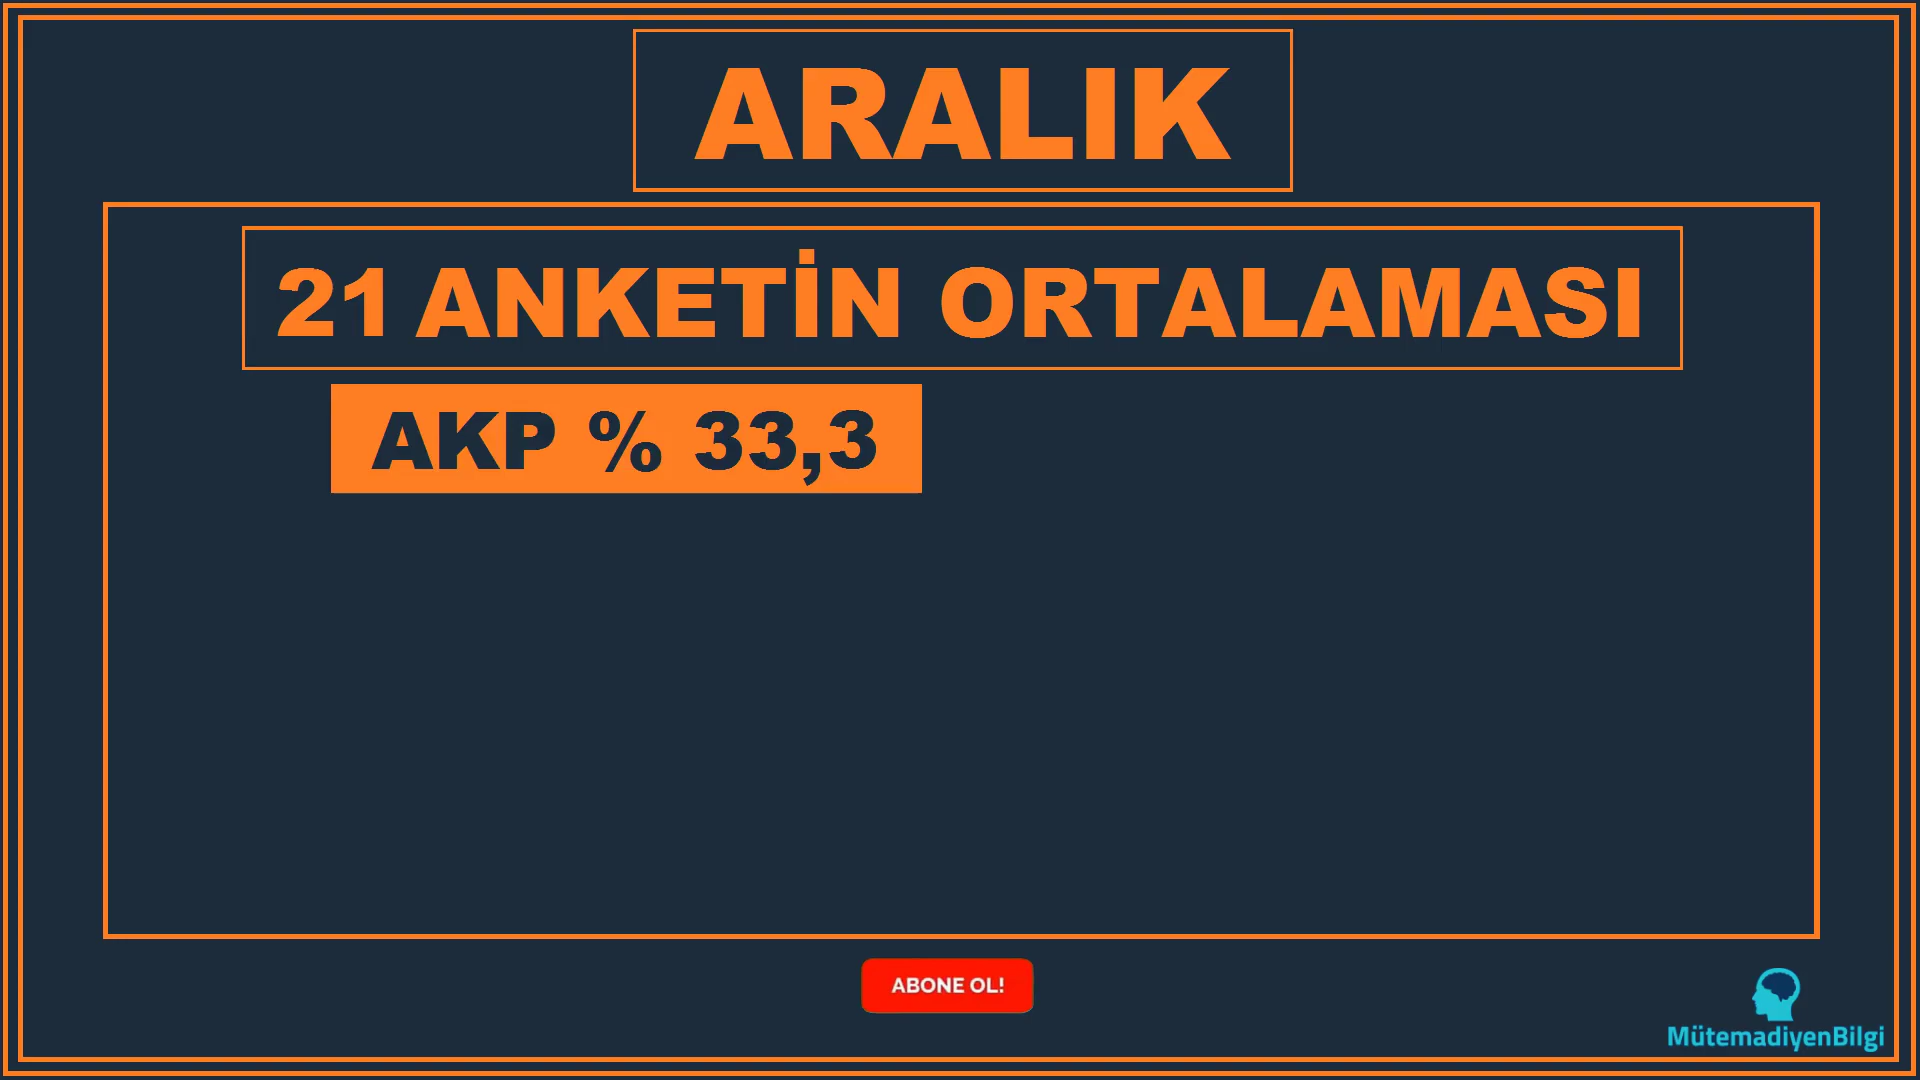 ARALIK
21 ANKETİN ORTALAMASI
AKP % 33,3
ABONE OL!
MütemadiyenBilgi